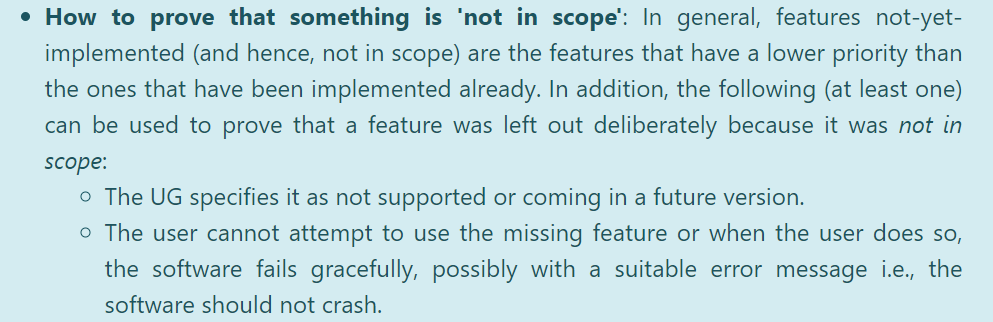 • How to prove that something is 'not in scope': In general, features not-yet-
implemented (and hence, not in scope) are the features that have a lower priority than
the ones that have been implemented already. In addition, the following (at least one)
can be used to prove that a feature was left out deliberately because it was not in
scope:
◦ The UG specifies it as not supported or coming in a future version.
◦ The user cannot attempt to use the missing feature or when the user does so,
the software fails gracefully, possibly with a suitable error message i.e., the
software should not crash.